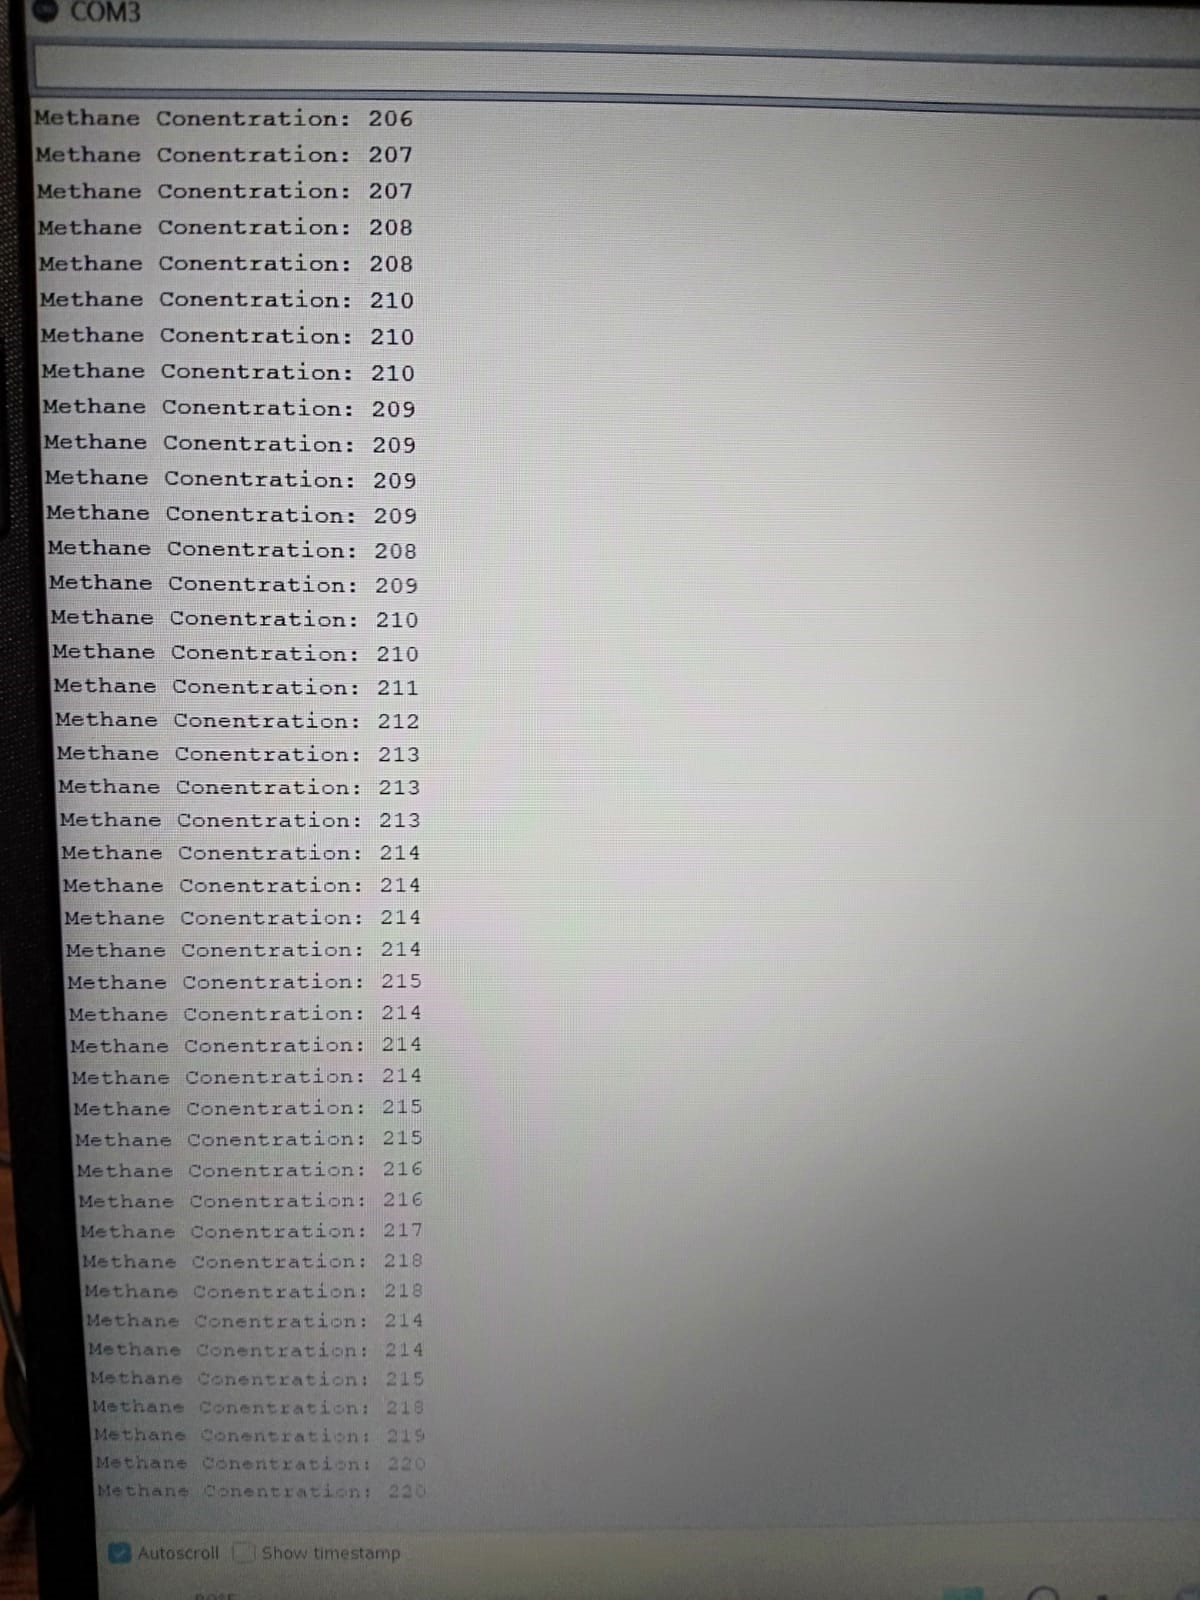 COM3
Methane Conentration: 206
Methane Conentration: 207
Methane Conentration: 207
Methane Conentration: 208
Methane Conentration: 208
Methane Conentration: 210
Methane Conentration: 210
Methane Conentration: 210
Methane Conentration: 209
Methane Conentration: 209
Methane Conentration: 209
Methane Conentration: 209
Methane Conentration: 208
Methane Conentration: 209
Methane Conentration: 210
Methane Conentration: 210
Methane Conentration: 211
Methane Conentration: 212
Methane Conentration: 213
Methane Conentration: 213
Methane Conentration: 213
Methane Conentration: 214
Methane Conentration: 214
Methane Conentration: 214
Methane Conentration: 214
Methane Conentration: 215
Methane Conentration: 214
Methane Conentration: 214
Methane Conentration: 214
Methane Conentration: 215
Methane Conentration: 215
Methane Conentration: 216
Methane Conentration: 216
Methane Conentration: 217
Methane Conentration: 218
Methane Conentration: 218
Methane Conentration: 214
Methane Conentration: 214
Methane Conentration: 215
Methane Conentration: 218
Methane Conentration: 219
Methane Conentration: 220
Methane Conentration: 220
Autoscroll Show timestamp